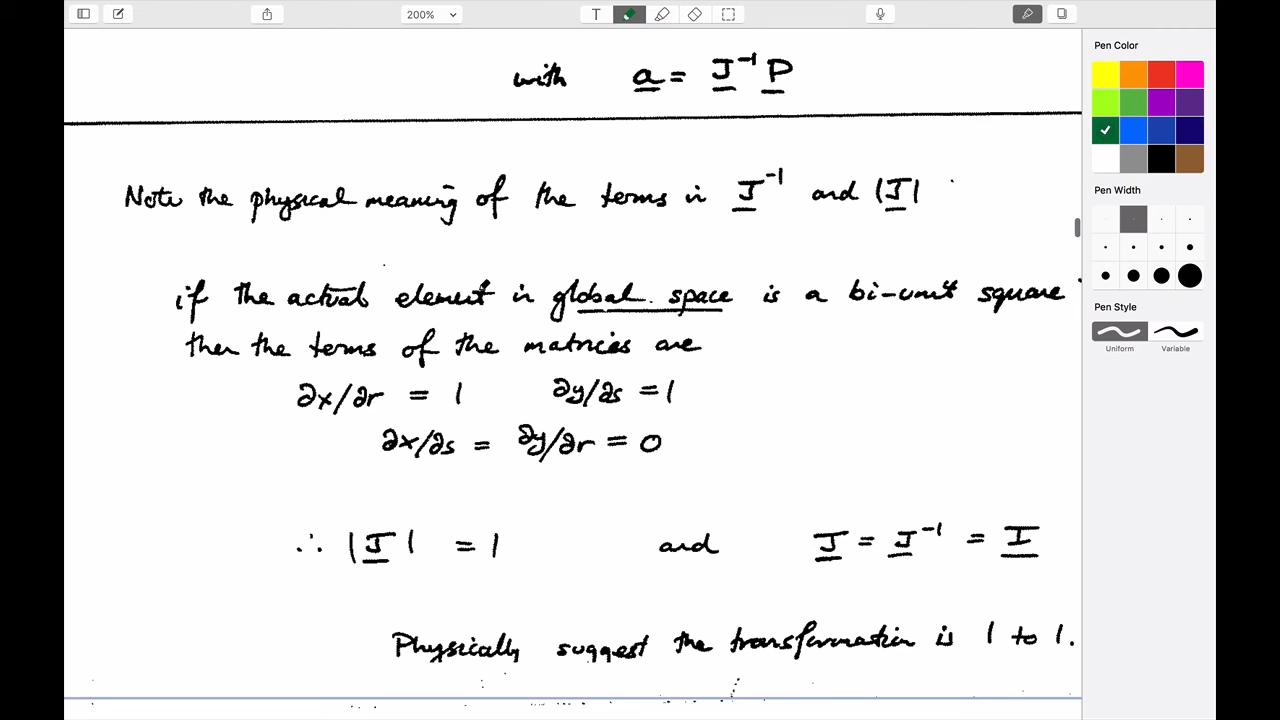 200%
T
with a = J⁻¹ P
Pen Color
Note the physical meaning of the terms in J⁻¹ and |J|
Pen Width
if the actual element in global space is a bi-unit square
Pen Style
then the terms of the matrices are
Uniform Variable
∂x/∂r = 1 ∂y/∂s = 1
∂x/∂s = ∂y/∂r = 0
∴ |J| = 1 and J = J⁻¹ = I
Physically suggest the transformation is 1 to 1.